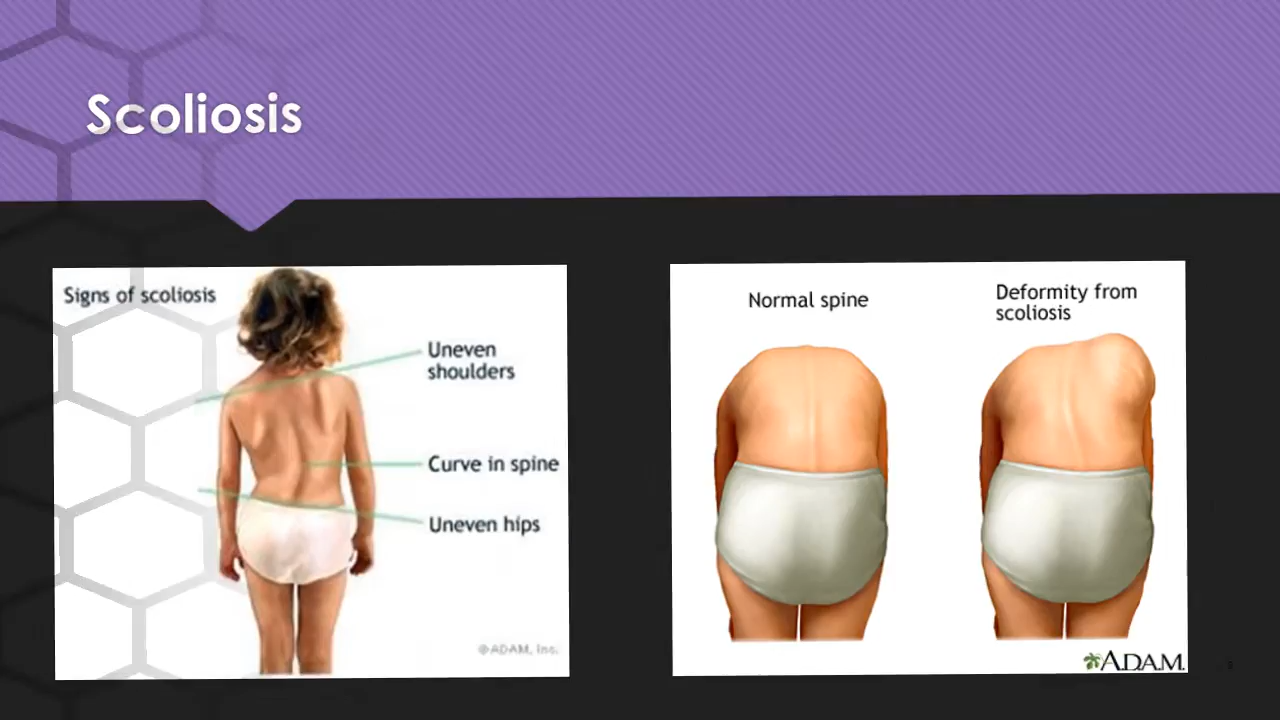 Scoliosis
Signs of scoliosis
Uneven
shoulders
Curve in spine
Uneven hips
©ADAM, Inc.
Normal spine
Deformity from
scoliosis
A.D.A.M.